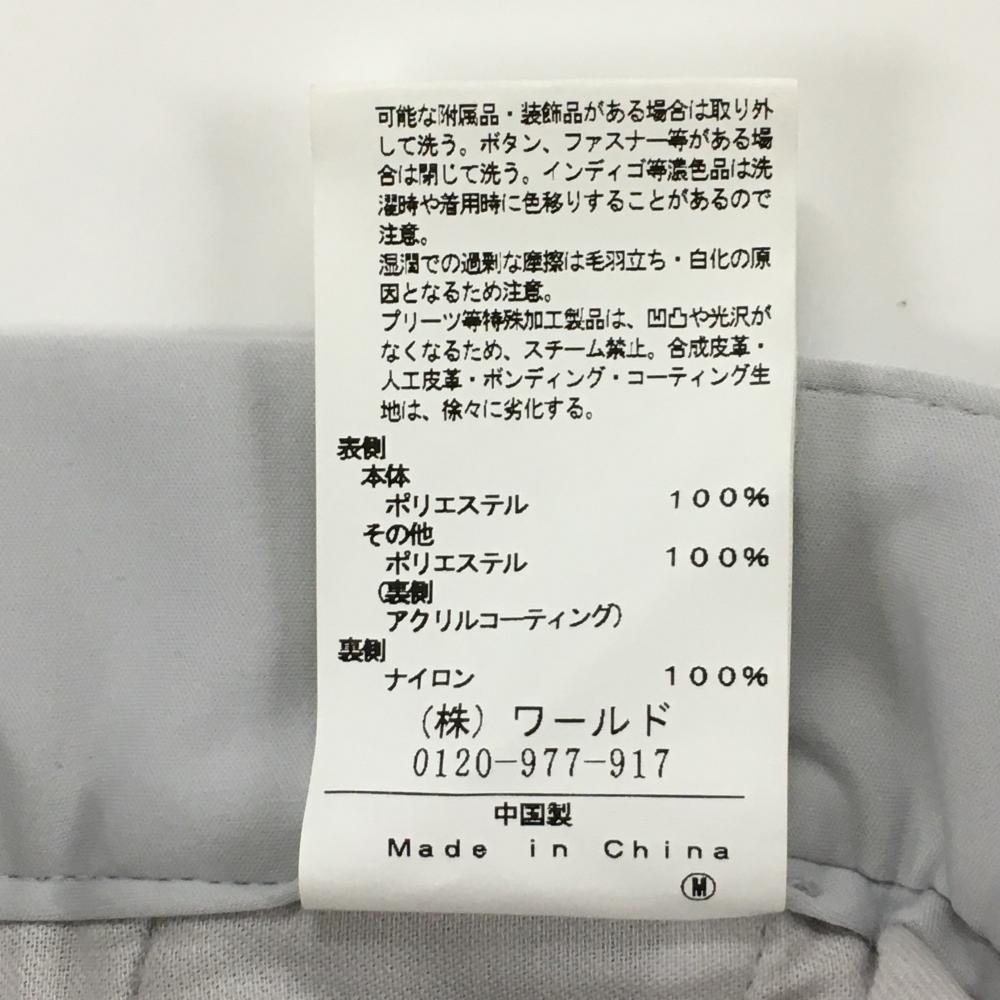 可能な附属品・装飾品がある場合は取り外
して洗う。ボタン、ファスナー等がある場
合は閉じて洗う。インディゴ等濃色品は洗
濯時や着用時に色移りすることがあるので
注意。
湿潤での過剰な摩擦は毛羽立ち・白化の原
因となるため注意。
プリーツ等特殊加工製品は、凹凸や光沢が
なくなるため、スチーム禁止。合成皮革・
人工皮革・ボンディング・コーティング生
地は、徐々に劣化する。
表側
本体
ポリエステル 100%
その他
ポリエステル 100%
(裏側
アクリルコーティング)
裏側
ナイロン 100%
(株) ワールド
0120-977-917
中国製
Made in China
M